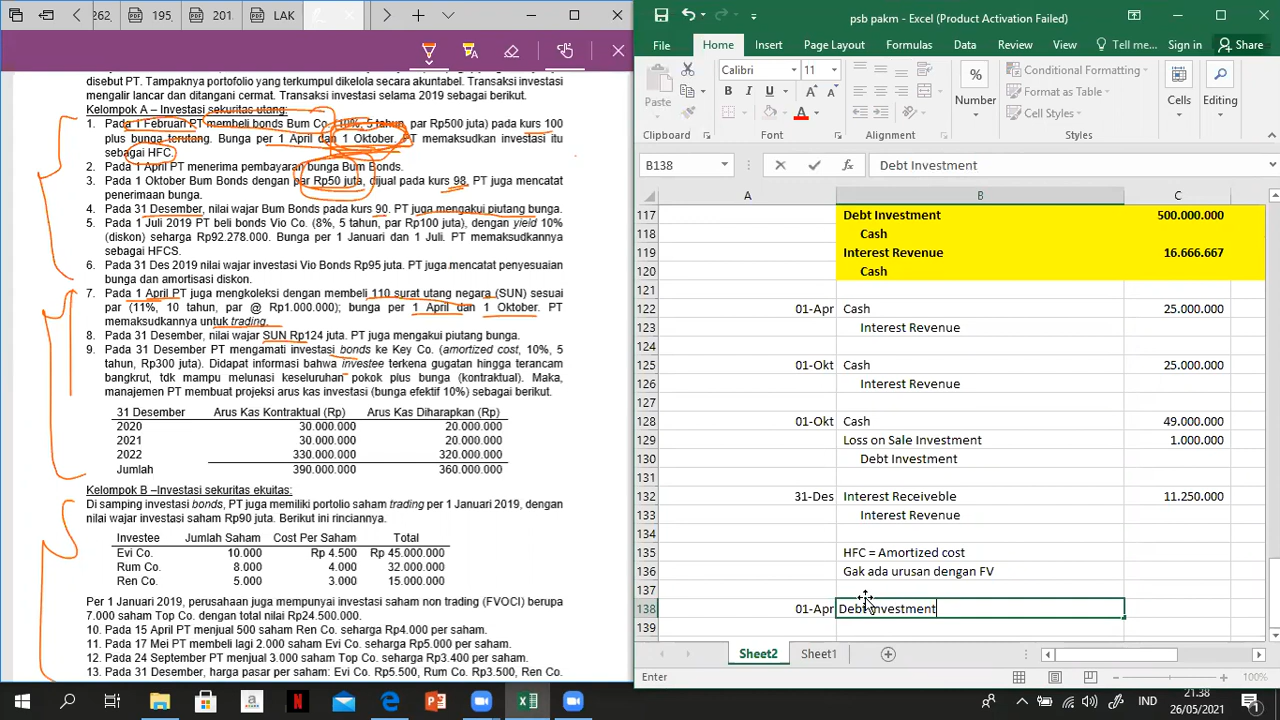 262,
195,
201.
LAK
psb pakm - Excel (Product Activation Failed)
File Home Insert Page Layout Formulas Data Review View Tell me... Sign in Share
Paste
Clipboard
Calibri 11
B I U
Font
Alignment
%
Number
Conditional Formatting
Format as Table
Cell Styles
Styles
Cells
Editing
B138 fx Debt Investment
disebut PT. Tampaknya portofolio yang terkumpul dikelola secara akuntabel. Transaksi investasi
mengalir lancar dan ditangani cermat. Transaksi investasi selama 2019 sebagai berikut.
Kelompok A – Investasi sekuritas utang:
1. Pada 1 Februari PT membeli bonds Bum Co. 10%, 5 tahun, par Rp500 juta) pada kurs 100
plus bunga terutang. Bunga per 1 April dan 1 Oktober. PT memaksudkan investasi itu
sebagai HFC.
2. Pada 1 April PT menerima pembayaran bunga Bum Bonds.
3. Pada 1 Oktober Bum Bonds dengan par Rp50 juta, dijual pada kurs 98. PT juga mencatat
penerimaan bunga.
4. Pada 31 Desember, nilai wajar Bum Bonds pada kurs 90. PT juga mengakui piutang bunga.
5. Pada 1 Juli 2019 PT beli bonds Vio Co. (8%, 5 tahun, par Rp100 juta), dengan yield 10%
(diskon) seharga Rp92.278.000. Bunga per 1 Januari dan 1 Juli. PT memaksudkannya
sebagai HFCS.
6. Pada 31 Des 2019 nilai wajar investasi Vio Bonds Rp95 juta. PT juga mencatat penyesuaian
bunga dan amortisasi diskon.
7. Pada 1 April PT juga mengkoleksi dengan membeli 110 surat utang negara (SUN) sesuai
par (11%, 10 tahun, par @ Rp1.000.000); bunga per 1 April dan 1 Oktober. PT
memaksudkannya untuk trading.
8. Pada 31 Desember, nilai wajar SUN Rp124 juta. PT juga mengakui piutang bunga.
9. Pada 31 Desember PT mengamati investasi bonds ke Key Co. (amortized cost, 10%, 5
tahun, Rp300 juta). Didapat informasi bahwa investee terkena gugatan hingga terancam
bangkrut, tdk mampu melunasi keseluruhan pokok plus bunga (kontraktual). Maka,
manajemen PT membuat projeksi arus kas investasi (bunga efektif 10%) sebagai berikut.
31 Desember Arus Kas Kontraktual (Rp) Arus Kas Diharapkan (Rp)
2020 30.000.000 20.000.000
2021 30.000.000 20.000.000
2022 330.000.000 320.000.000
Jumlah 390.000.000 360.000.000
Kelompok B –Investasi sekuritas ekuitas:
Di samping investasi bonds, PT juga memiliki portolio saham trading per 1 Januari 2019, dengan
nilai wajar investasi saham Rp90 juta. Berikut ini rinciannya.
Investee Jumlah Saham Cost Per Saham Total
Evi Co. 10.000 Rp 4.500 Rp 45.000.000
Rum Co. 8.000 4.000 32.000.000
Ren Co. 5.000 3.000 15.000.000
Per 1 Januari 2019, perusahaan juga mempunyai investasi saham non trading (FVOCI) berupa
7.000 saham Top Co. dengan total nilai Rp24.500.000.
10. Pada 15 April PT menjual 500 saham Ren Co. seharga Rp4.000 per saham.
11. Pada 17 Mei PT membeli lagi 2.000 saham Evi Co. seharga Rp5.000 per saham.
12. Pada 24 September PT menjual 3.000 saham Top Co. seharga Rp3.400 per saham.
13. Pada 31 Desember, harga pasar per saham: Evi Co. Rp5.500, Rum Co. Rp3.500, Ren Co.
A B C
117 Debt Investment 500.000.000
118 Cash
119 Interest Revenue 16.666.667
120 Cash
121
122 01-Apr Cash 25.000.000
123 Interest Revenue
124
125 01-Okt Cash 25.000.000
126 Interest Revenue
127
128 01-Okt Cash 49.000.000
129 Loss on Sale Investment 1.000.000
130 Debt Investment
131
132 31-Des Interest Receiveble 11.250.000
133 Interest Revenue
134
135 HFC = Amortized cost
136 Gak ada urusan dengan FV
137
138 01-Apr Debt Investment
139
Sheet2 Sheet1
Enter
100%
IND
21.38
26/05/2021
1